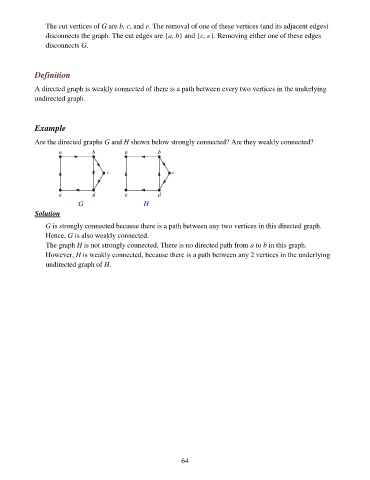 The cut vertices of G are b, c, and e. The removal of one of these vertices (and its adjacent edges)
disconnects the graph. The cut edges are {a, b} and {c, e}. Removing either one of these edges
disconnects G.
Definition
A directed graph is weakly connected of there is a path between every two vertices in the underlying
undirected graph.
Example
Are the directed graphs G and H shown below strongly connected? Are they weakly connected?
a b a b
c c
e d e d
G H
Solution
G is strongly connected because there is a path between any two vertices in this directed graph.
Hence, G is also weakly connected.
The graph H is not strongly connected. There is no directed path from a to b in this graph.
However, H is weakly connected, because there is a path between any 2 vertices in the underlying
undirected graph of H.
64